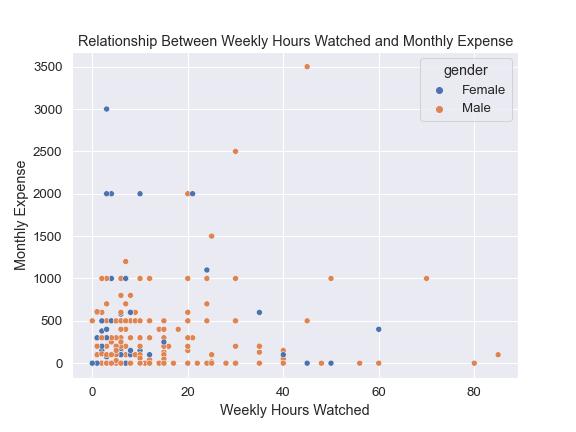 Relationship Between Weekly Hours Watched and Monthly Expense
3500
3000
2500
2000
1500
1000
500
0
Monthly Expense
gender
Female
Male
0 20 40 60 80
Weekly Hours Watched